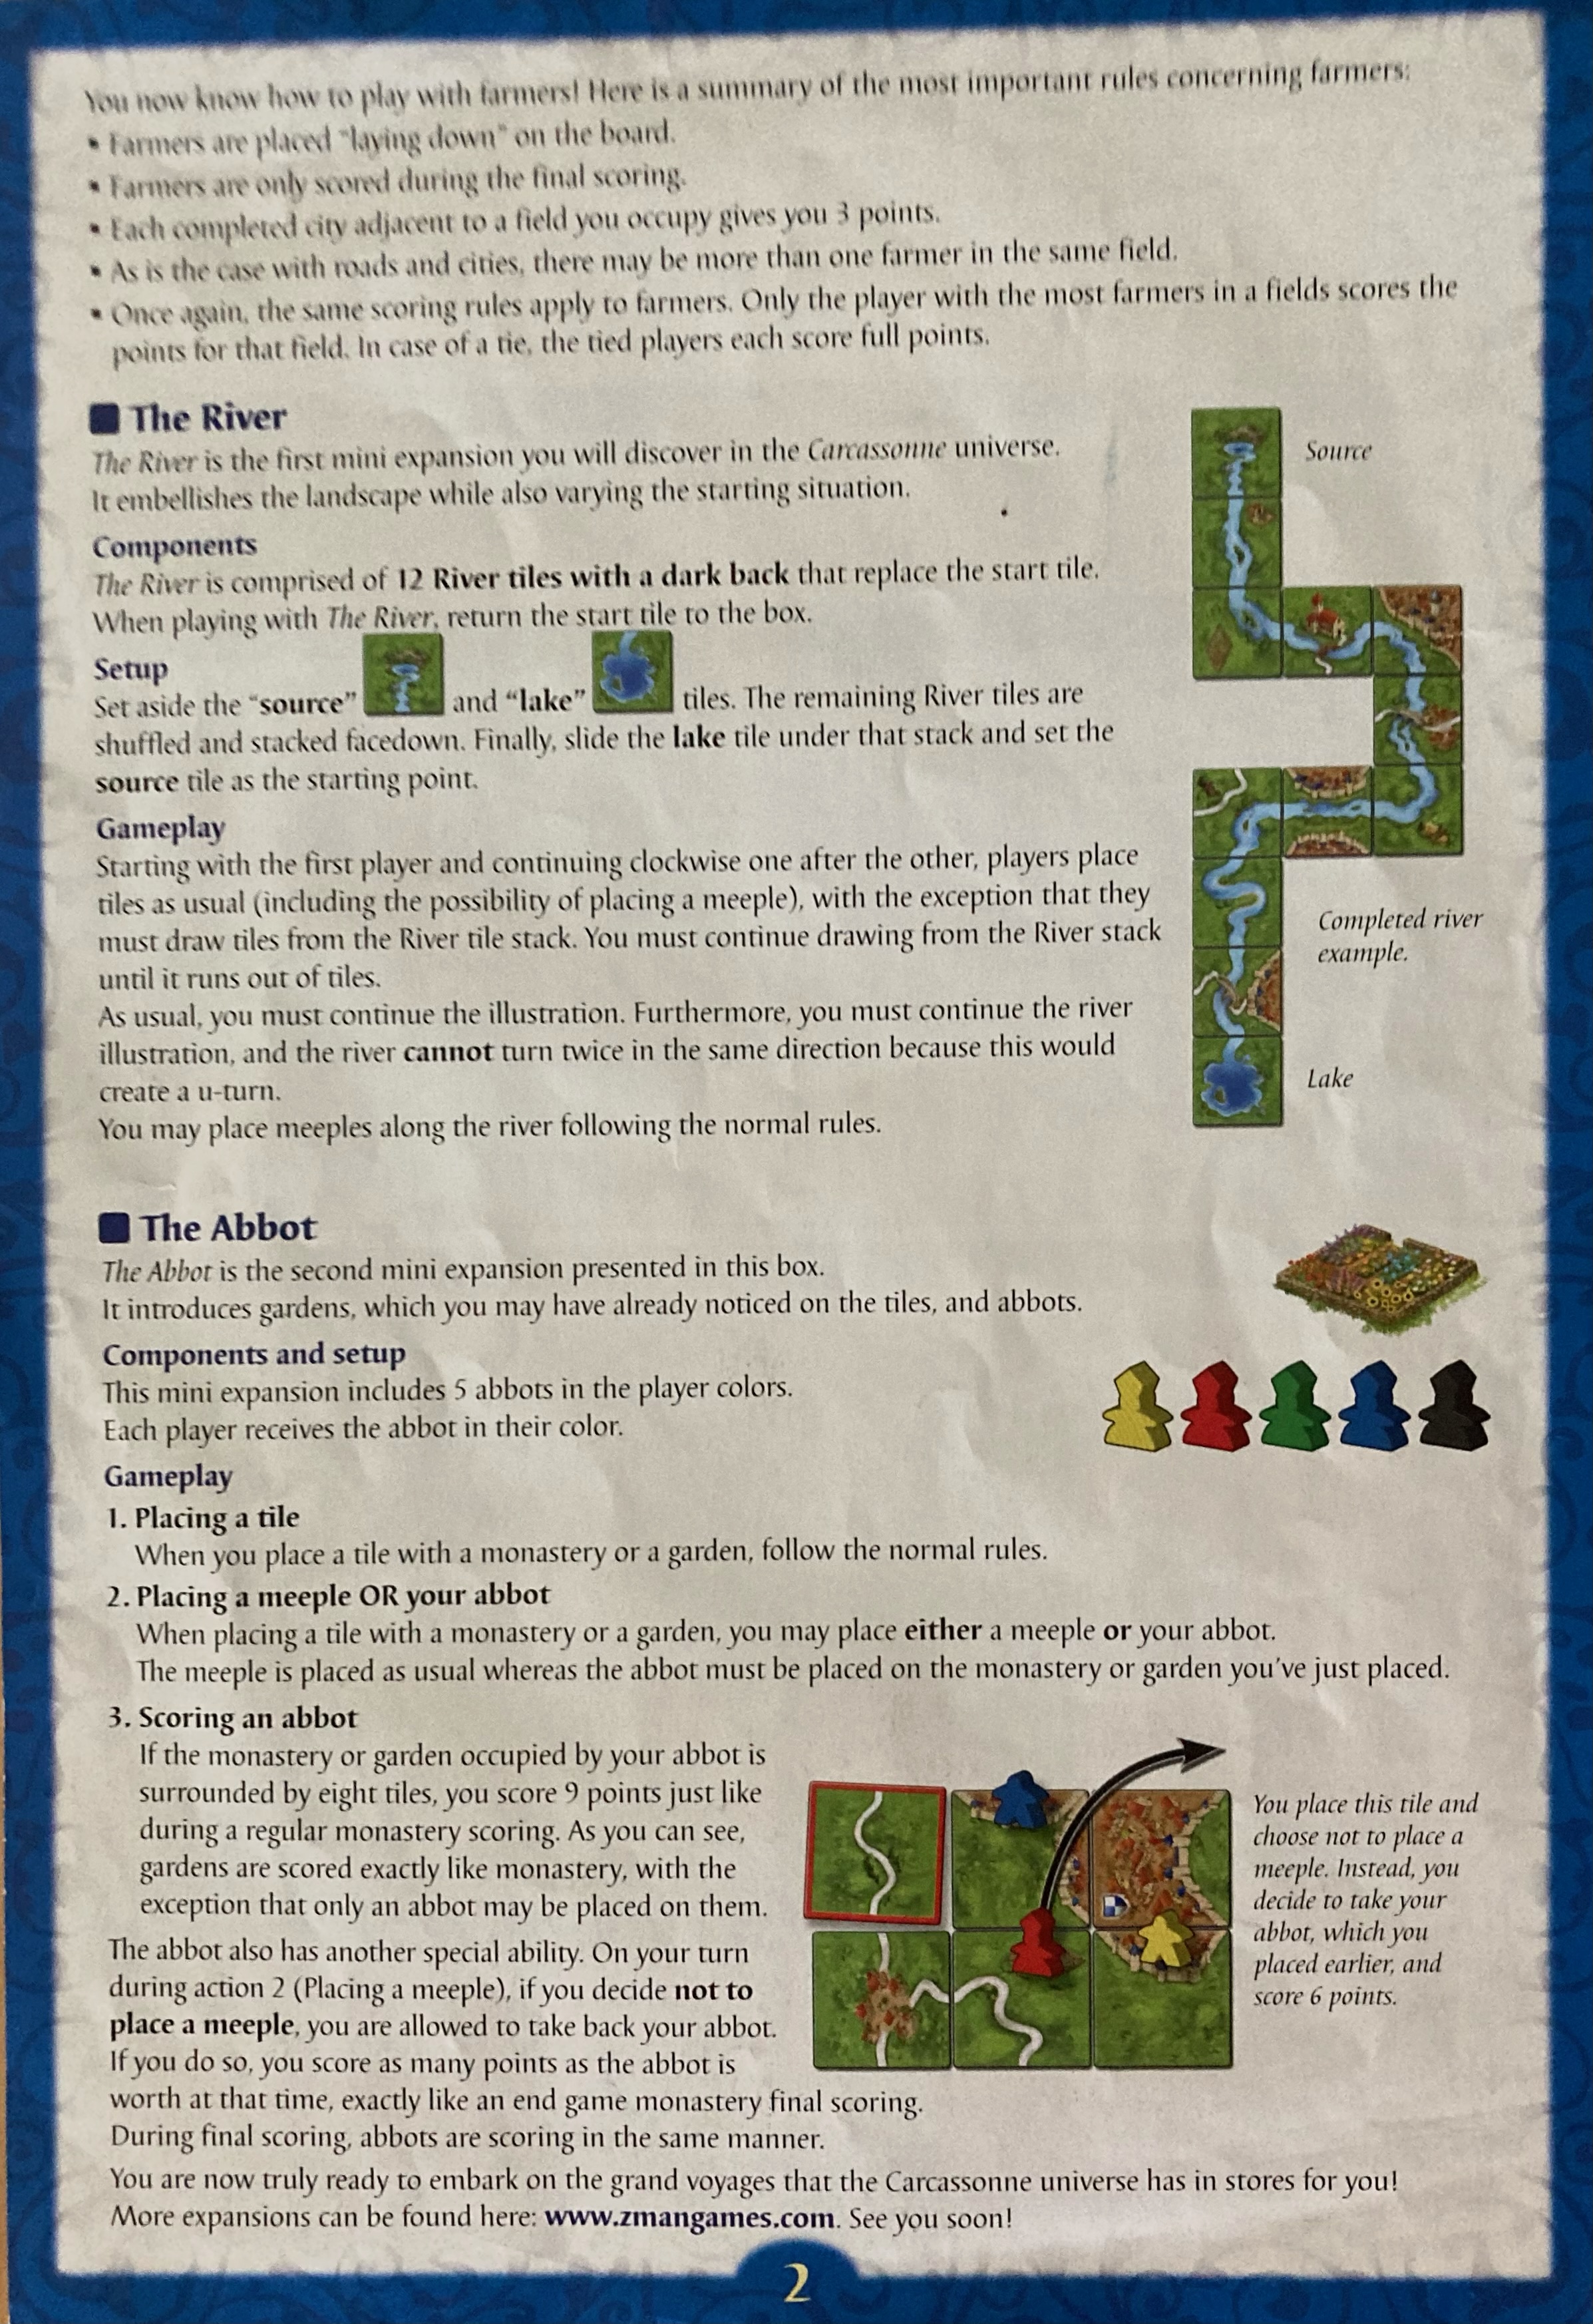 You now know how to play with farmers! Here is a summary of the most important rules concerning farmers:
• Farmers are placed "laying down" on the board.
• Farmers are only scored during the final scoring.
• Each completed city adjacent to a field you occupy gives you 3 points.
• As is the case with roads and cities, there may be more than one farmer in the same field.
• Once again, the same scoring rules apply to farmers. Only the player with the most farmers in a fields scores the
points for that field. In case of a tie, the tied players each score full points.
The River
The River is the first mini expansion you will discover in the Carcassonne universe.
It embellishes the landscape while also varying the starting situation.
Components
The River is comprised of 12 River tiles with a dark back that replace the start tile.
When playing with The River, return the start tile to the box.
Setup
Set aside the "source" and "lake" tiles. The remaining River tiles are
shuffled and stacked facedown. Finally, slide the lake tile under that stack and set the
source tile as the starting point.
Gameplay
Starting with the first player and continuing clockwise one after the other, players place
tiles as usual (including the possibility of placing a meeple), with the exception that they
must draw tiles from the River tile stack. You must continue drawing from the River stack
until it runs out of tiles.
As usual, you must continue the illustration. Furthermore, you must continue the river
illustration, and the river cannot turn twice in the same direction because this would
create a u-turn.
You may place meeples along the river following the normal rules.
Source
Completed river
example.
Lake
The Abbot
The Abbot is the second mini expansion presented in this box.
It introduces gardens, which you may have already noticed on the tiles, and abbots.
Components and setup
This mini expansion includes 5 abbots in the player colors.
Each player receives the abbot in their color.
Gameplay
1. Placing a tile
When you place a tile with a monastery or a garden, follow the normal rules.
2. Placing a meeple OR your abbot
When placing a tile with a monastery or a garden, you may place either a meeple or your abbot.
The meeple is placed as usual whereas the abbot must be placed on the monastery or garden you've just placed.
3. Scoring an abbot
If the monastery or garden occupied by your abbot is
surrounded by eight tiles, you score 9 points just like
during a regular monastery scoring. As you can see,
gardens are scored exactly like monastery, with the
exception that only an abbot may be placed on them.
The abbot also has another special ability. On your turn
during action 2 (Placing a meeple), if you decide not to
place a meeple, you are allowed to take back your abbot.
If you do so, you score as many points as the abbot is
worth at that time, exactly like an end game monastery final scoring.
During final scoring, abbots are scoring in the same manner.
You place this tile and
choose not to place a
meeple. Instead, you
decide to take your
abbot, which you
placed earlier, and
score 6 points.
You are now truly ready to embark on the grand voyages that the Carcassonne universe has in stores for you!
More expansions can be found here: www.zmangames.com. See you soon!
2